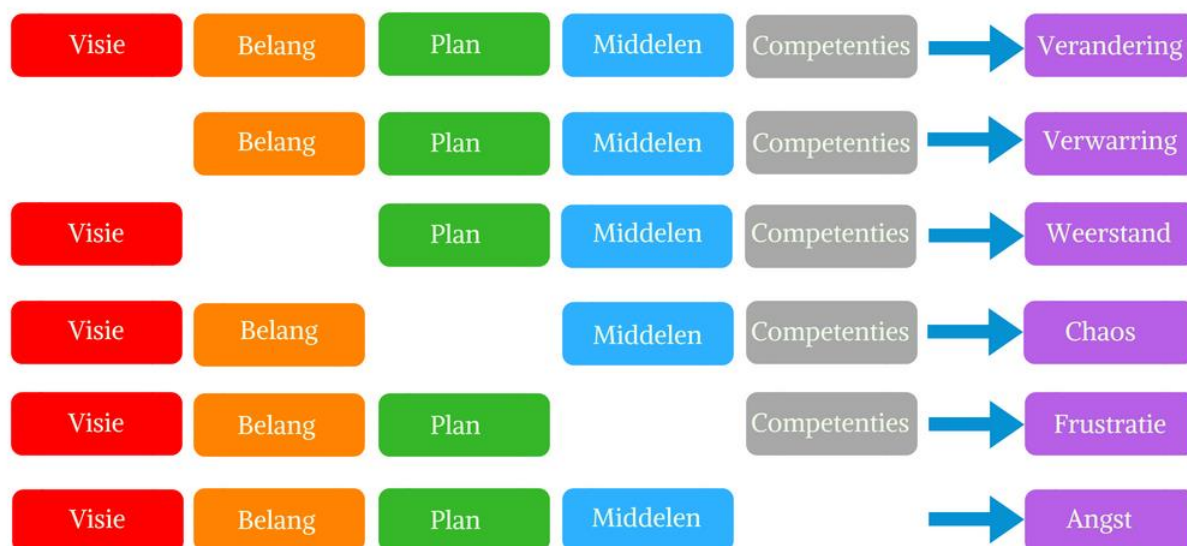 Visie Belang Plan Middelen Competenties Verandering
Belang Plan Middelen Competenties Verwarring
Visie Plan Middelen Competenties Weerstand
Visie Belang Middelen Competenties Chaos
Visie Belang Plan Competenties Frustratie
Visie Belang Plan Middelen Angst